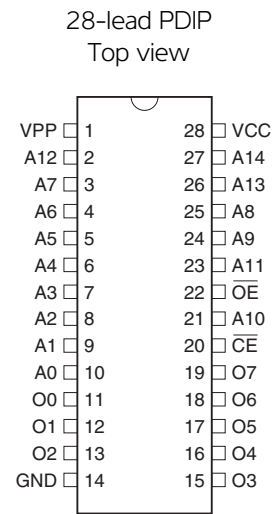 28-lead PDIP
Top view
VPP 1 28 VCC
A12 2 27 A14
A7 3 26 A13
A6 4 25 A8
A5 5 24 A9
A4 6 23 A11
A3 7 22 O̅E̅
A2 8 21 A10
A1 9 20 C̅E̅
A0 10 19 O7
O0 11 18 O6
O1 12 17 O5
O2 13 16 O4
GND 14 15 O3